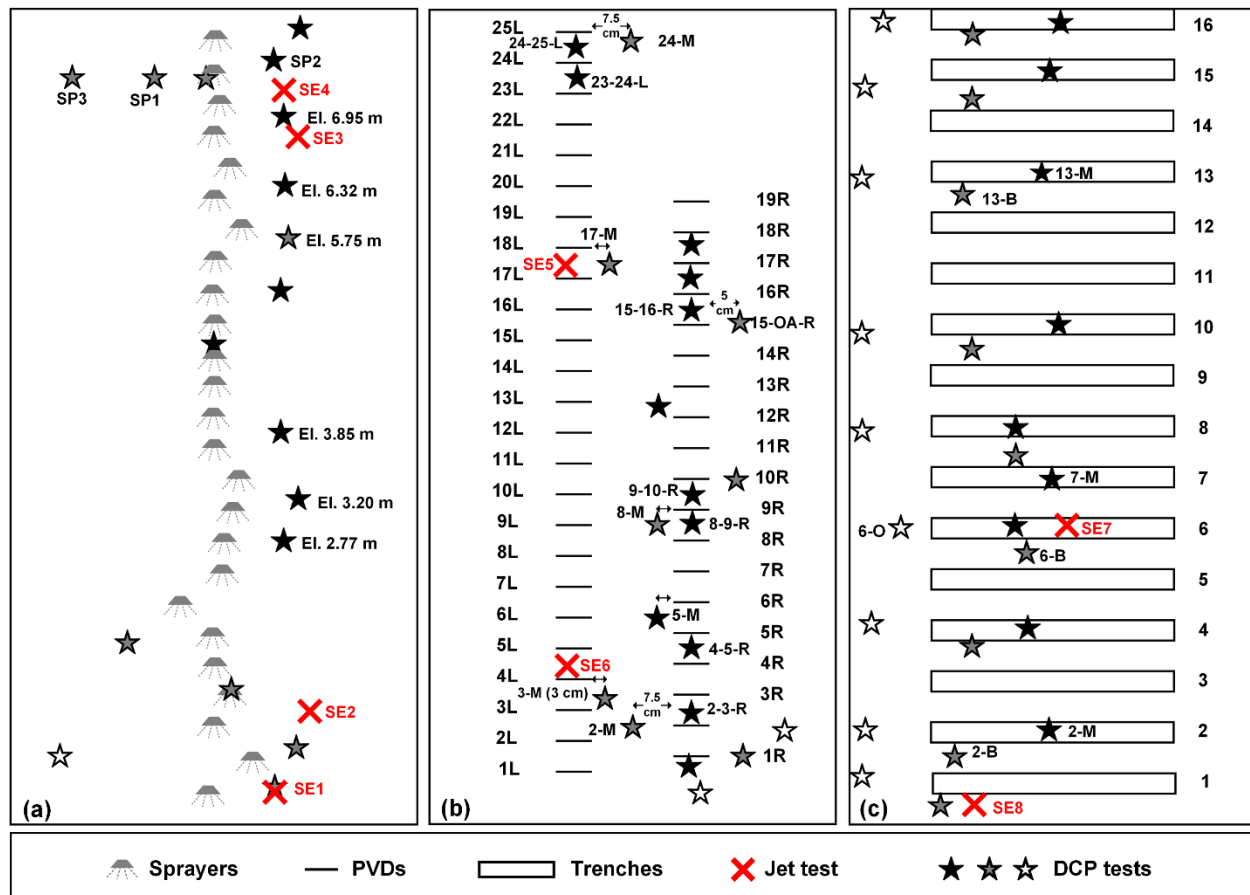 SP2
SP3
SP1
SE4
El. 6.95 m
SE3
El. 6.32 m
El. 5.75 m
El. 3.85 m
El. 3.20 m
El. 2.77 m
SE2
SE1
(a)
25L
7.5
cm
24-25-L
24-M
24L
23-24-L
23L
22L
21L
20L
19R
19L
18R
17-M
18L
17R
SE5
17L
16R
5
cm
16L
15-16-R
15-OA-R
15L
14R
14L
13R
13L
12R
12L
11R
11L
10R
10L
9-10-R
9R
8-M
9L
8-9-R
8R
8L
7R
7L
6R
6L
5-M
5R
5L
4-5-R
SE6
4R
4L
3-M (3 cm)
3R
7.5
cm
3L
2-3-R
2-M
2L
1R
1L
(b)
16
15
14
13-M
13
13-B
12
11
10
9
8
7-M
7
6-O
SE7
6
6-B
5
4
3
2-M
2
2-B
1
SE8
(c)
Sprayers
PVDs
Trenches
Jet test
DCP tests